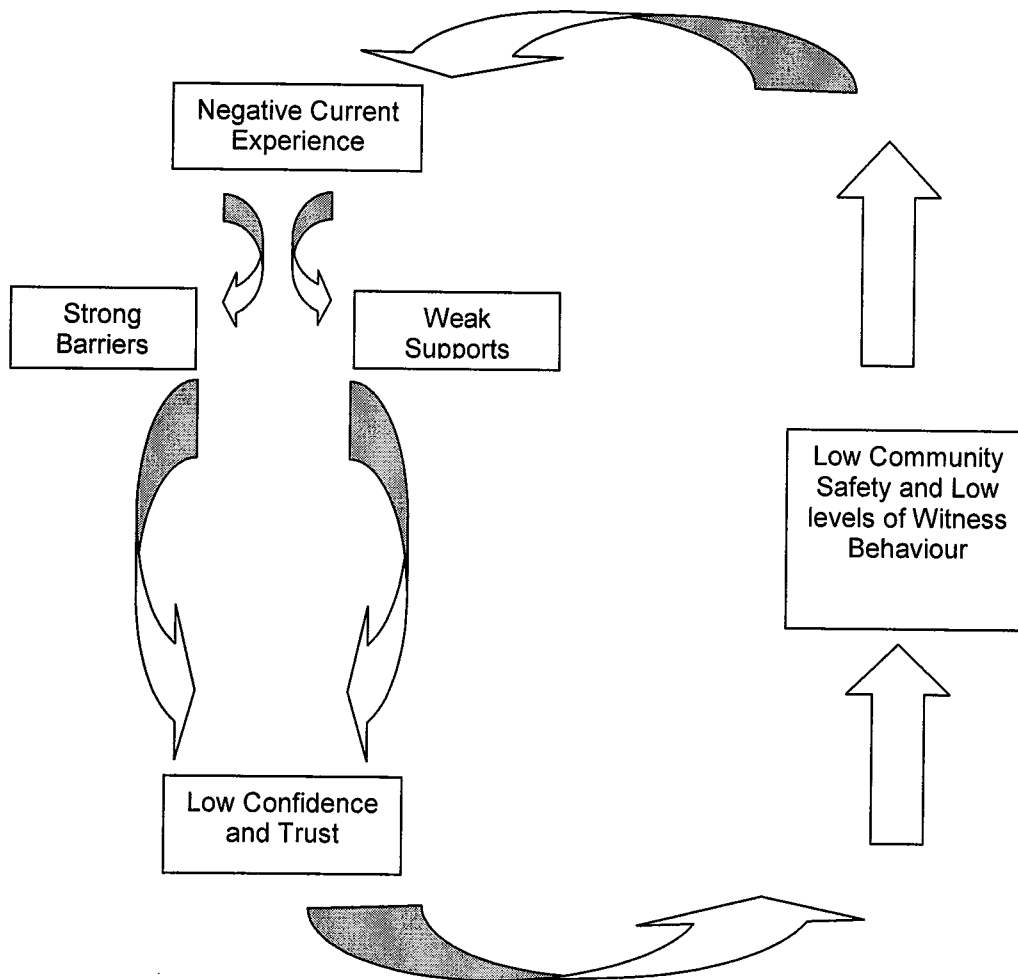 Negative Current
Experience
Strong
Barriers
Weak
Supports
Low Community
Safety and Low
levels of Witness
Behaviour
Low Confidence
and Trust